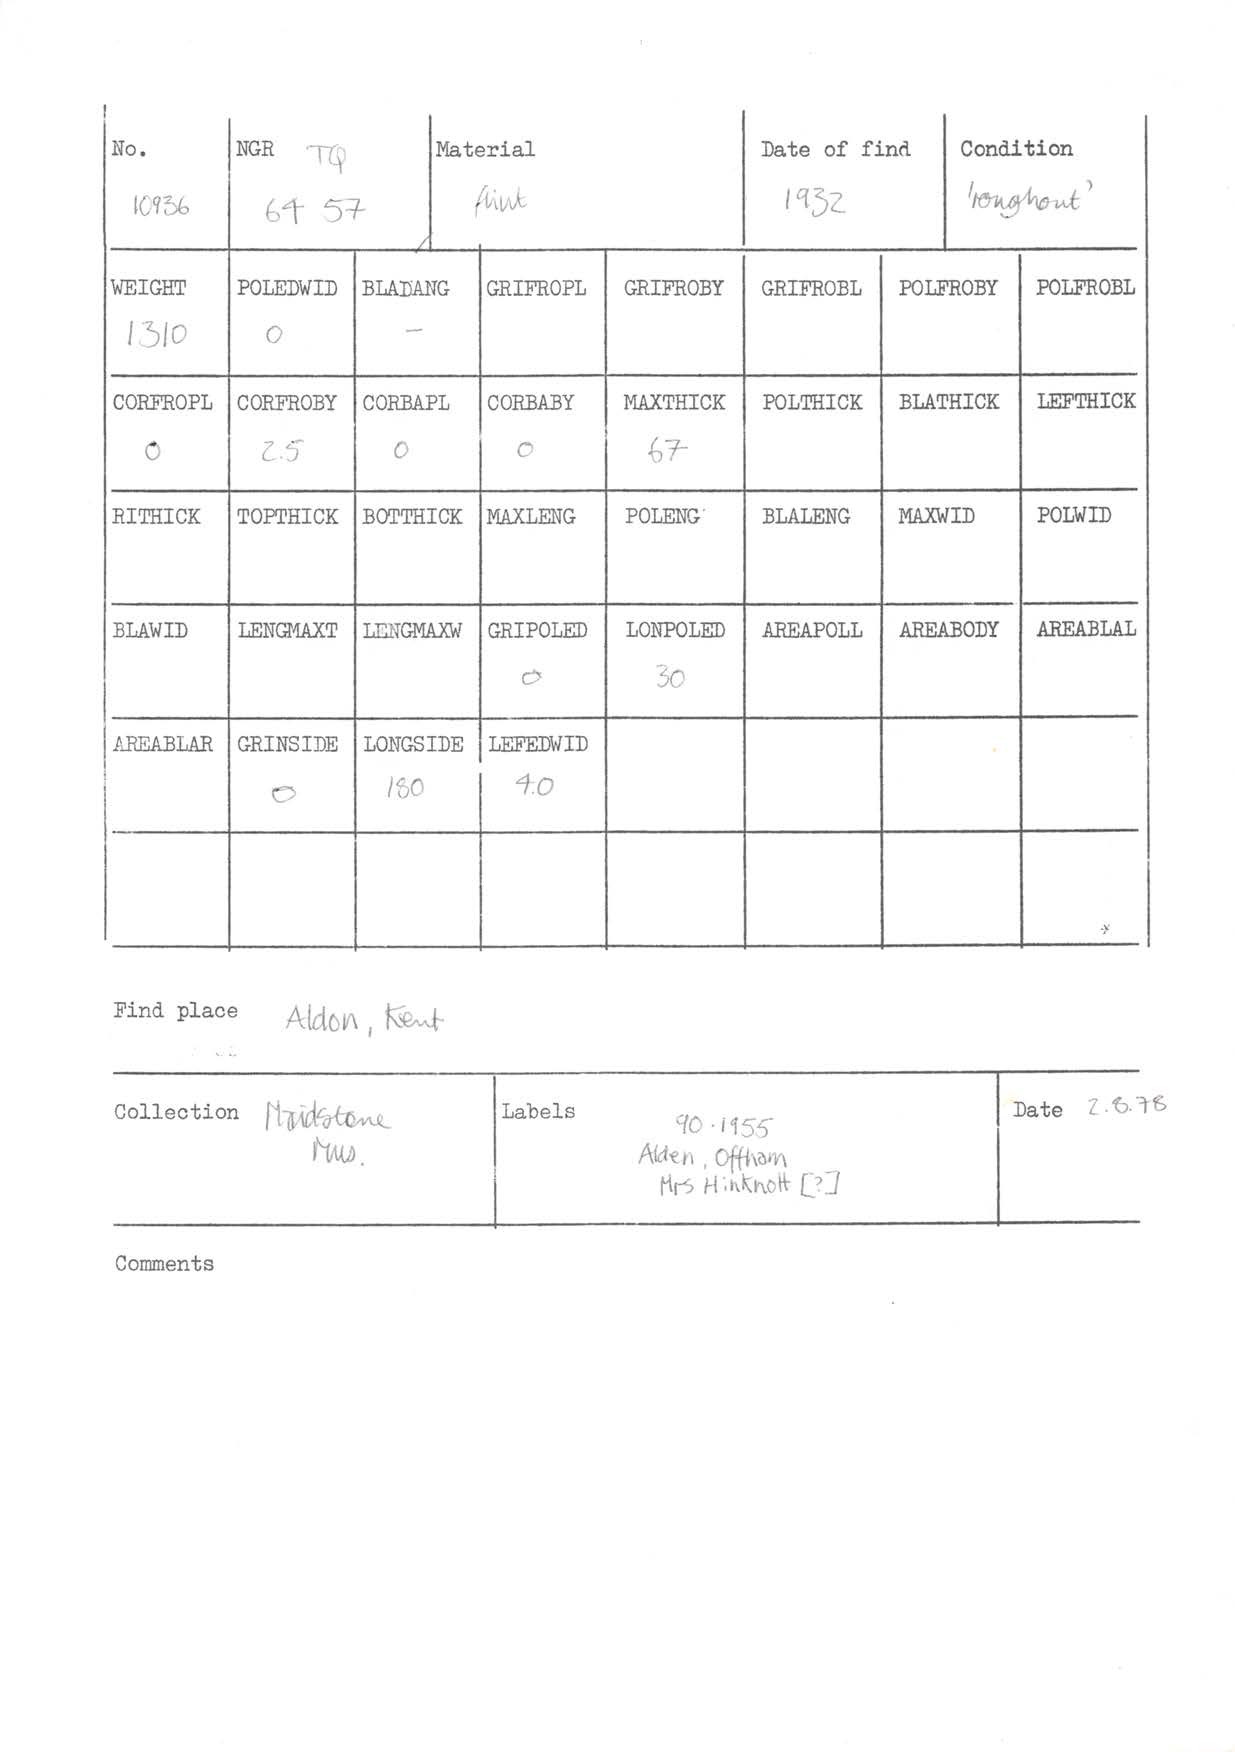 No. NGR TQ Material Date of find Condition
10936 64 57 flint 1932 'roughout'
WEIGHT POLEDWID BLADANG GRIFROPL GRIFROBY GRIFROBL POLFROBY POLFROBL
1310 0 –
CORFROPL CORFROBY CORBAPL CORBABY MAXTHICK POLTHICK BLATHICK LEFTHICK
0 2.5 0 0 67
RITHICK TOPTHICK BOTTHICK MAXLENG POLENG BLALENG MAXWID POLWID
BLAWID LENGMAXT LENGMAXW GRIPOLED LONPOLED AREAPOLL AREABODY AREABLAL
0 30
AREABLAR GRINSIDE LONGSIDE LEFEDWID
0 180 40
Find place Aldon, Kent
Collection Maidstone Labels Date 2.8.78
Mus. 90.1955
Alden, Offham
Mrs Hinknott [?]
Comments